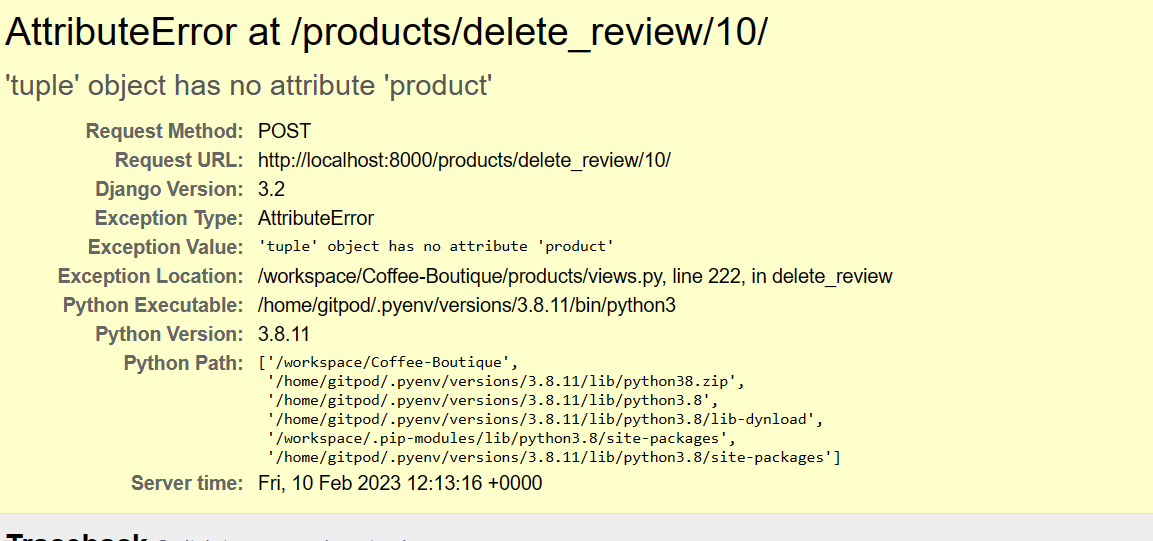 AttributeError at /products/delete_review/10/
'tuple' object has no attribute 'product'
Request Method: POST
Request URL: http://localhost:8000/products/delete_review/10/
Django Version: 3.2
Exception Type: AttributeError
Exception Value: 'tuple' object has no attribute 'product'
Exception Location: /workspace/Coffee-Boutique/products/views.py, line 222, in delete_review
Python Executable: /home/gitpod/.pyenv/versions/3.8.11/bin/python3
Python Version: 3.8.11
Python Path: ['/workspace/Coffee-Boutique',
'/home/gitpod/.pyenv/versions/3.8.11/lib/python38.zip',
'/home/gitpod/.pyenv/versions/3.8.11/lib/python3.8',
'/home/gitpod/.pyenv/versions/3.8.11/lib/python3.8/lib-dynload',
'/workspace/.pip-modules/lib/python3.8/site-packages',
'/home/gitpod/.pyenv/versions/3.8.11/lib/python3.8/site-packages']
Server time: Fri, 10 Feb 2023 12:13:16 +0000
Traceback